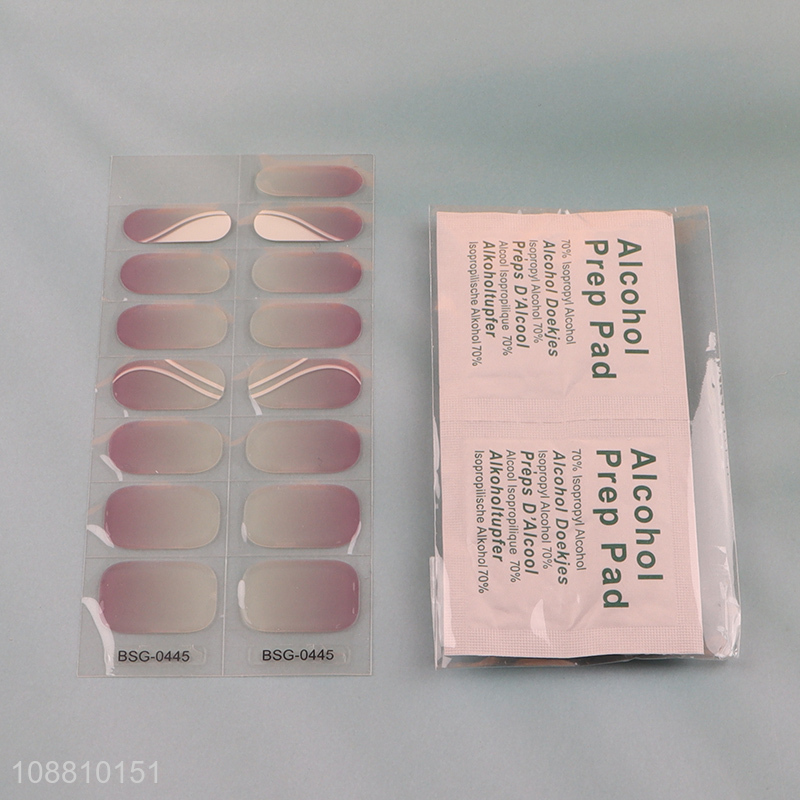 BSG-0445
BSG-0445
Alcohol
Prep Pad
70% Isopropyl Alcohol
Alcohol Doekjes
Isopropyl Alcohol 70%
Préps D'Alcool
Alcool Isopropilique 70%
Alkoholtupfer
Isopropilische Alkohol 70%
Alcohol
Prep Pad
70% Isopropyl Alcohol
Alcohol Doekjes
Isopropyl Alcohol 70%
Préps D'Alcool
Alcool Isopropilique 70%
Alkoholtupfer
Isopropilische Alkohol 70%
108810151